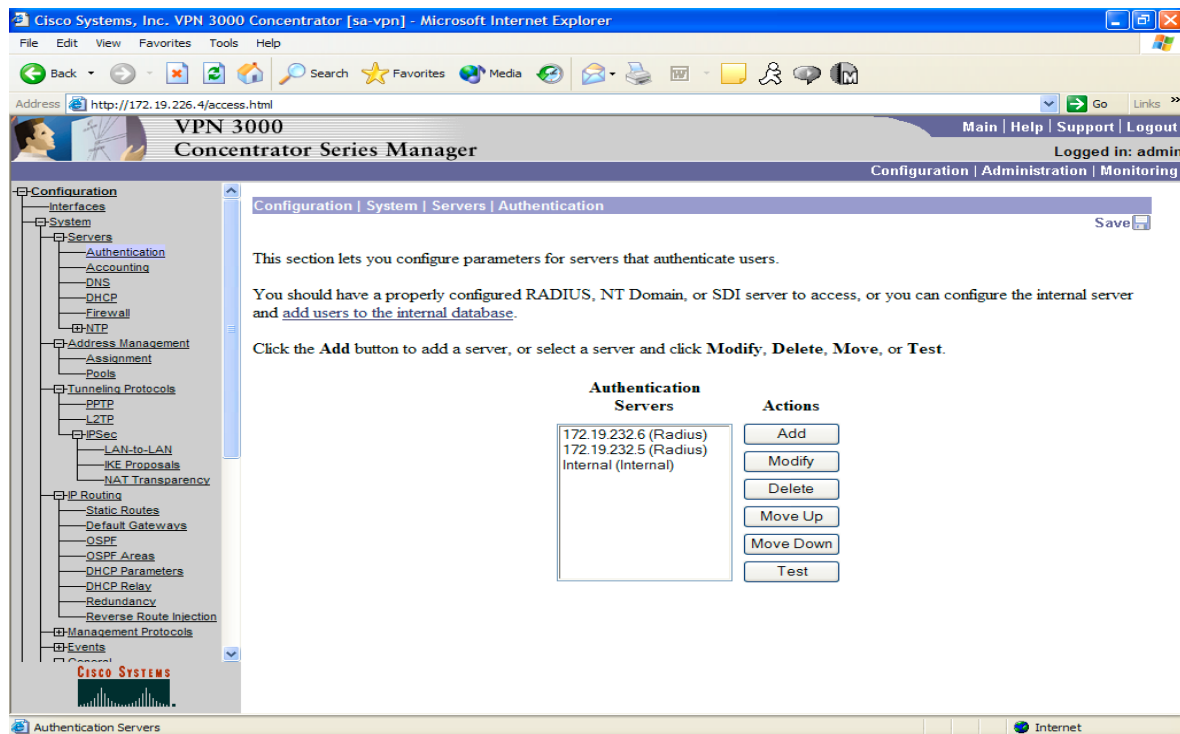 Cisco Systems, Inc. VPN 3000 Concentrator [sa-vpn] - Microsoft Internet Explorer
File Edit View Favorites Tools Help
Back Search Favorites Media
Address http://172.19.226.4/access.html Go Links »
VPN 3000
Concentrator Series Manager
Main | Help | Support | Logout
Logged in: admin
Configuration | Administration | Monitoring
Configuration
Interfaces
System
Servers
Authentication
Accounting
DNS
DHCP
Firewall
NTP
Address Management
Assignment
Pools
Tunneling Protocols
PPTP
L2TP
IPSec
LAN-to-LAN
IKE Proposals
NAT Transparency
IP Routing
Static Routes
Default Gateways
OSPF
OSPF Areas
DHCP Parameters
DHCP Relay
Redundancy
Reverse Route Injection
Management Protocols
Events
General
CISCO SYSTEMS
Configuration | System | Servers | Authentication
Save
This section lets you configure parameters for servers that authenticate users.
You should have a properly configured RADIUS, NT Domain, or SDI server to access, or you can configure the internal server
and add users to the internal database.
Click the Add button to add a server, or select a server and click Modify, Delete, Move, or Test.
Authentication
Servers
Actions
172.19.232.6 (Radius)
172.19.232.5 (Radius)
Internal (Internal)
Add
Modify
Delete
Move Up
Move Down
Test
Authentication Servers
Internet